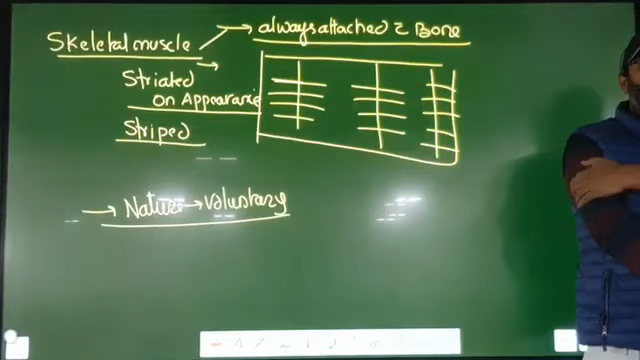 Skeletal muscle → always attached c̄ Bone
→ Striated
on Appearance
Striped
→ Nature → voluntary